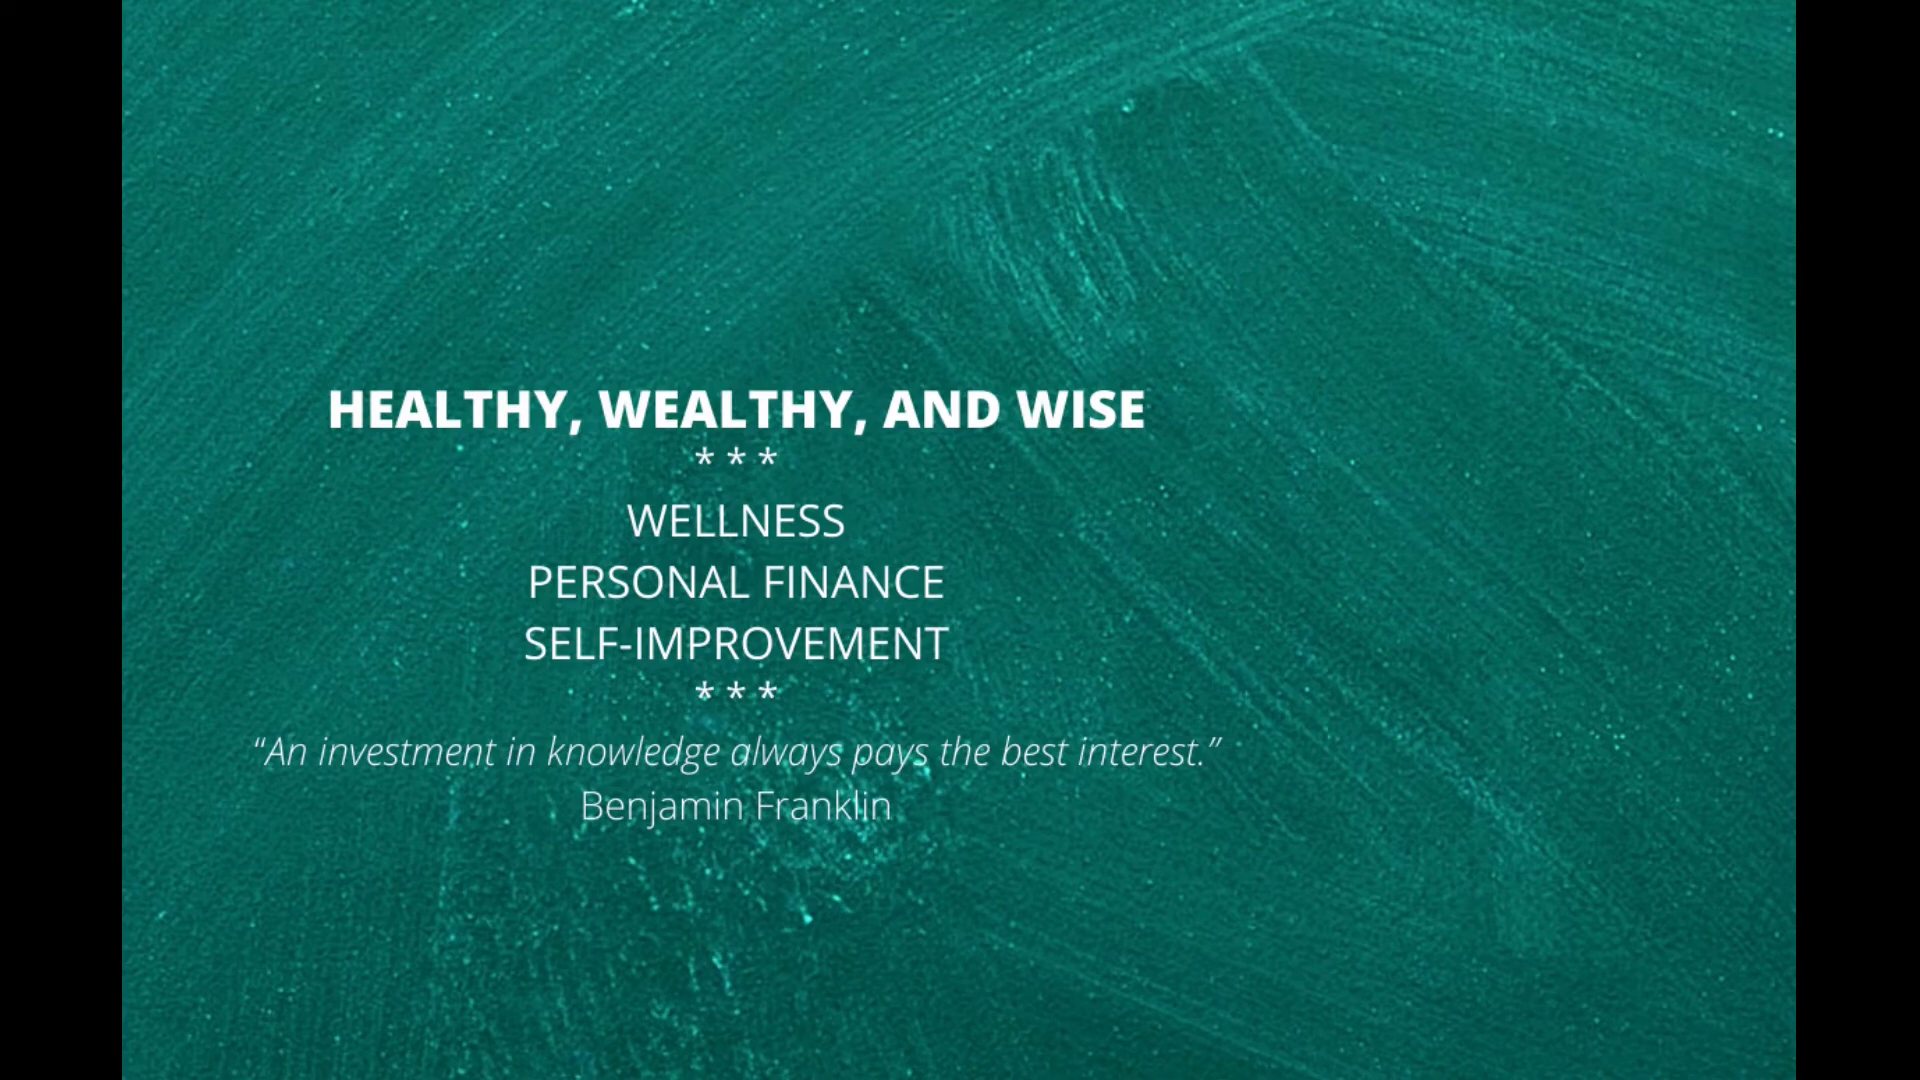 HEALTHY, WEALTHY, AND WISE
* * *
WELLNESS
PERSONAL FINANCE
SELF-IMPROVEMENT
* * *
“An investment in knowledge always pays the best interest.”
Benjamin Franklin